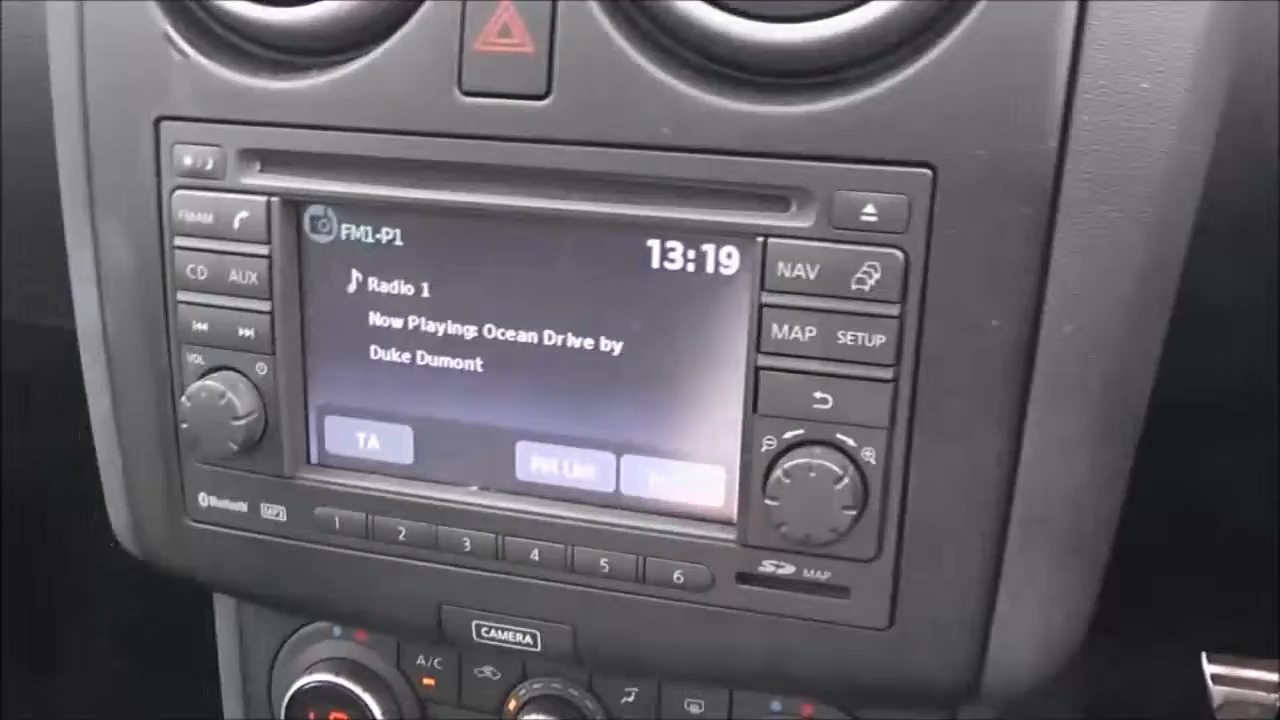 FM·AM
FM1-P1
13:19
Radio 1
Now Playing: Ocean Drive by
Duke Dumont
TA
CD AUX
VOL
NAV
MAP SETUP
Bluetooth MP3
1 2 3 4 5 6
SD MAP
CAMERA
A/C